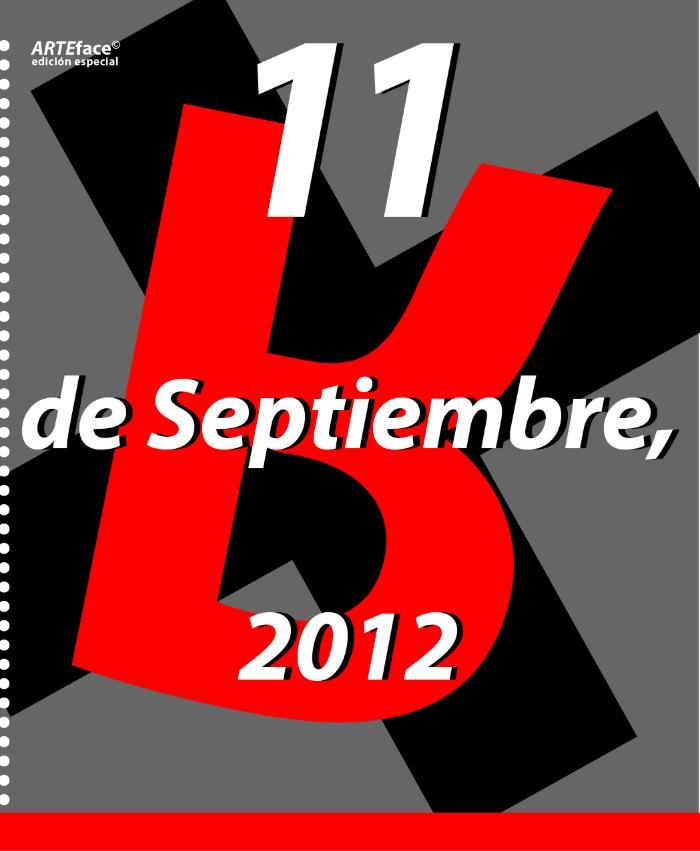 ARTEface©
edición especial
11
de Septiembre,
2012